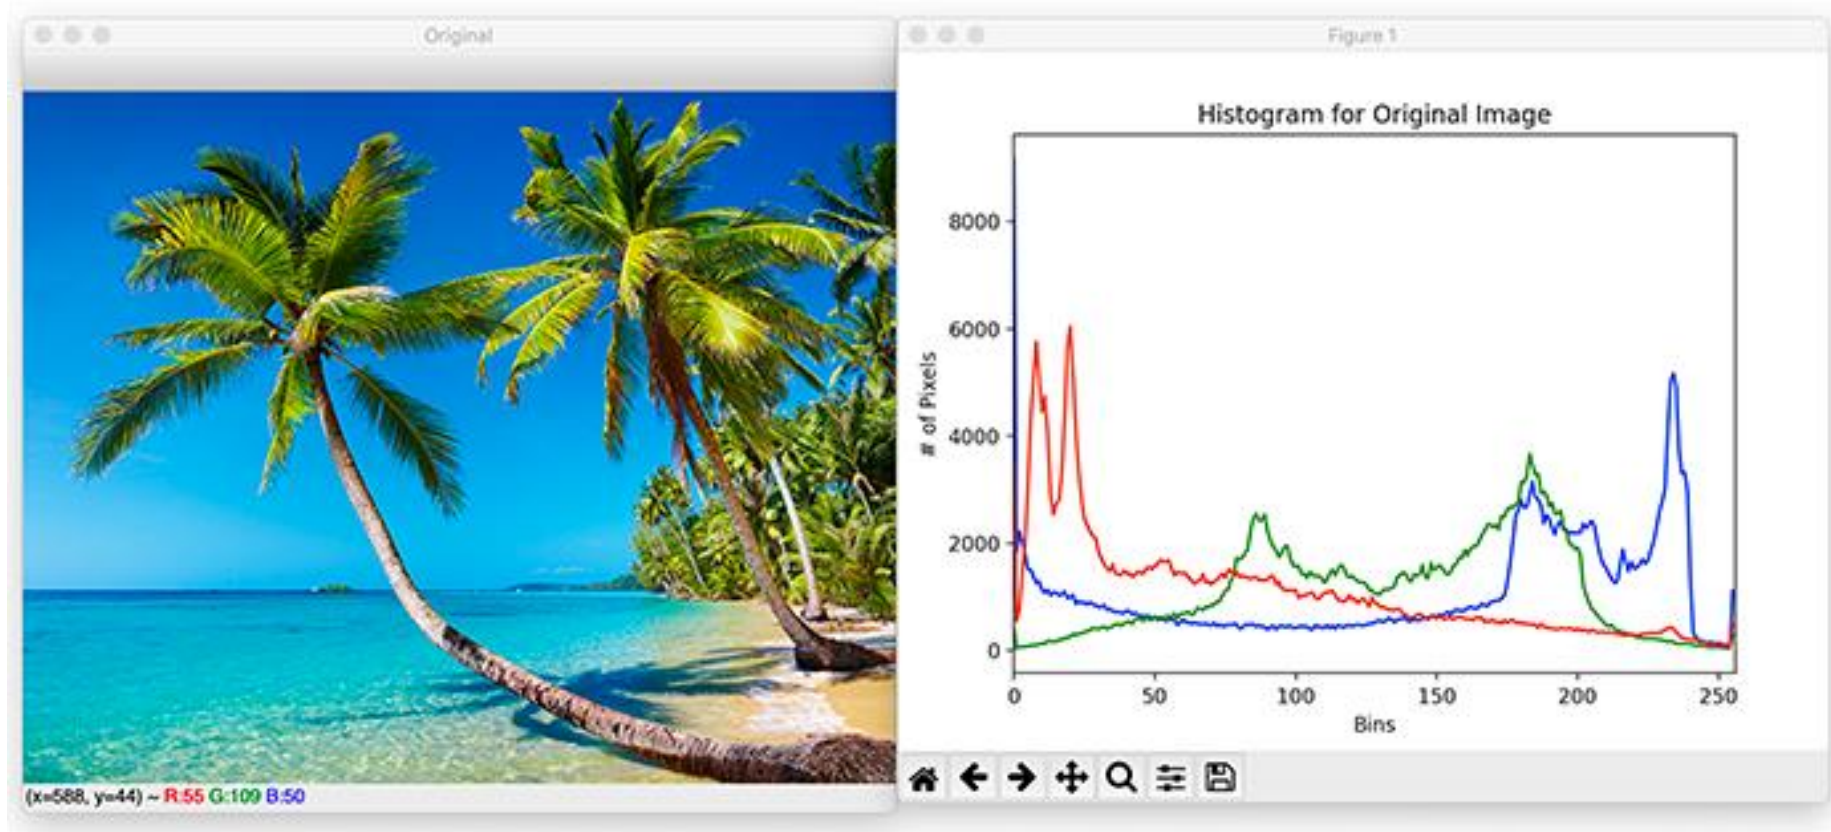 Original
(x=588, y=44) ~ R:55 G:109 B:50
Figure 1
Histogram for Original Image
8000
6000
4000
2000
0
# of Pixels
0 50 100 150 200 250
Bins